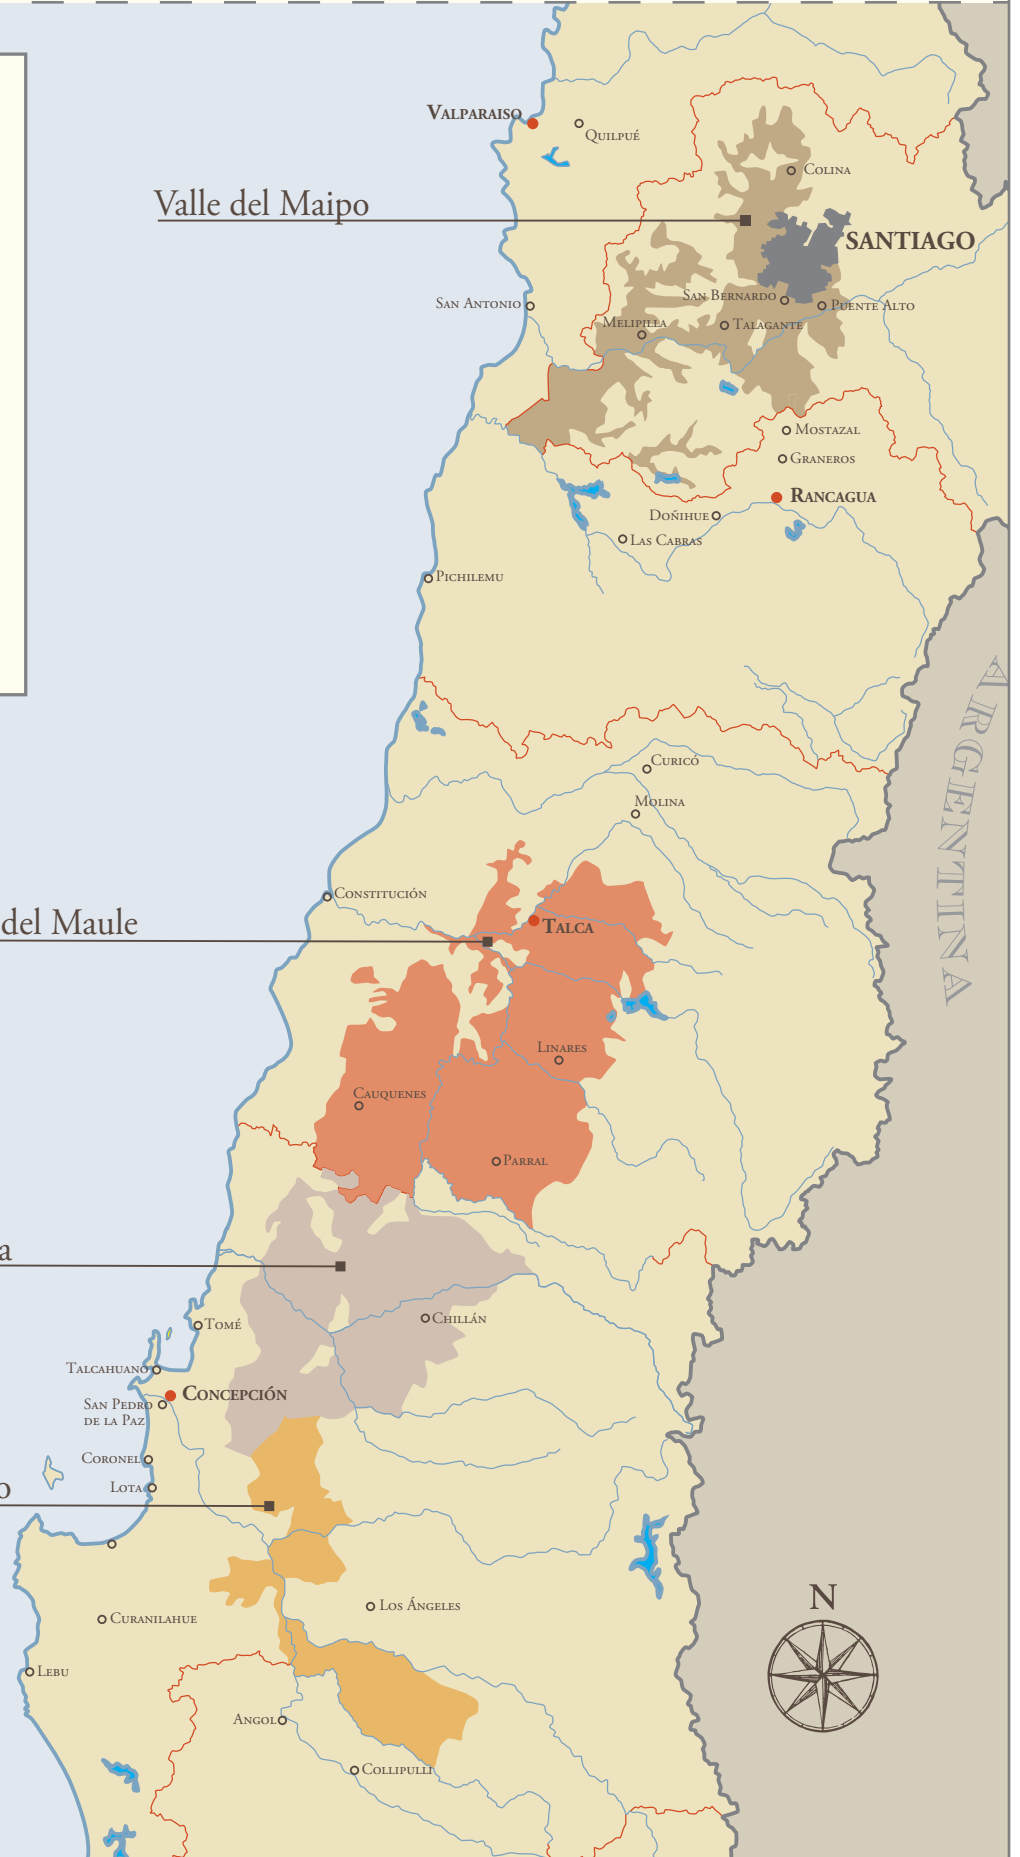 Valparaiso
Quilpué
Colina
Valle del Maipo
SANTIAGO
San Bernardo
San Antonio
Puente Alto
Melipilla
Talagante
Mostazal
Graneros
Rancagua
Doñihue
Las Cabras
Pichilemu
ARGENTINA
Curicó
Molina
Constitución
del Maule
Talca
Linares
Cauquenes
Parral
a
Chillán
Tomé
Talcahuano
Concepción
San Pedro
de la Paz
Coronel
Lota
o
N
Los Ángeles
Curanilahue
Lebu
Angol
Collipulli